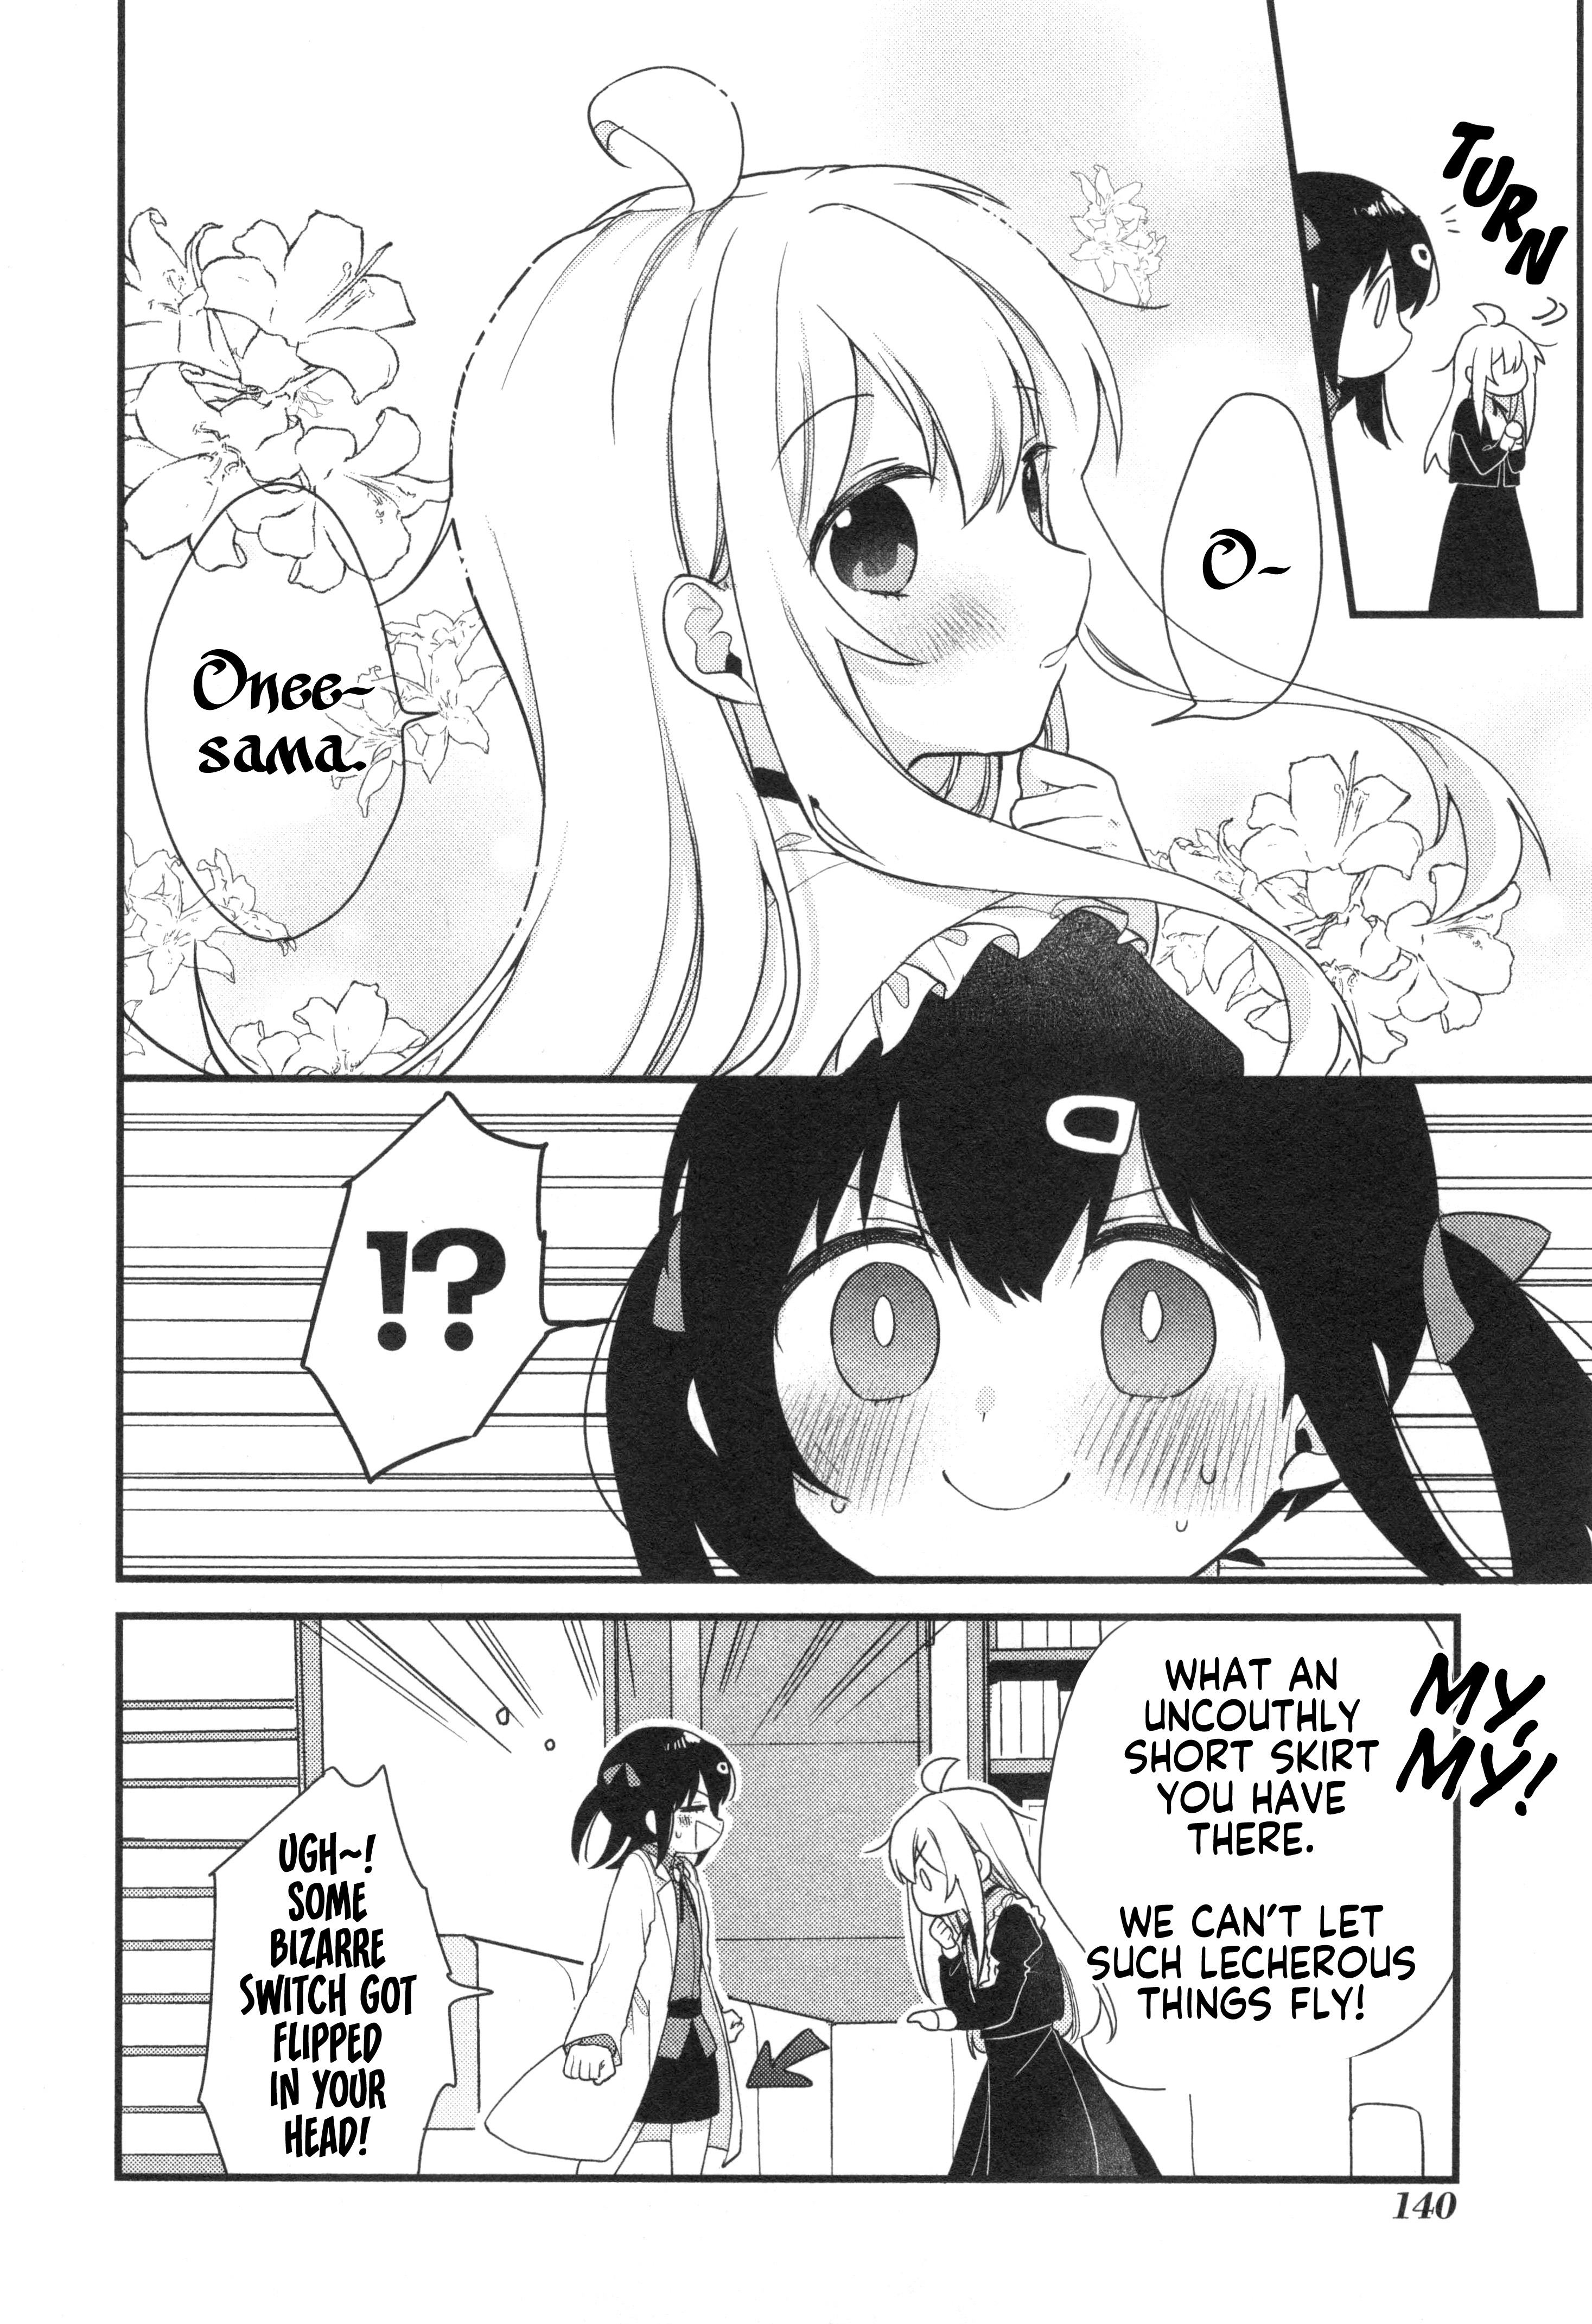 TURN
O~
Onee~
sama.
!?
MY,
MY!
WHAT AN
UNCOUTHLY
SHORT SKIRT
YOU HAVE
THERE.
WE CAN'T LET
SUCH LECHEROUS
THINGS FLY!
UGH~!
SOME
BIZARRE
SWITCH GOT
FLIPPED
IN YOUR
HEAD!
140